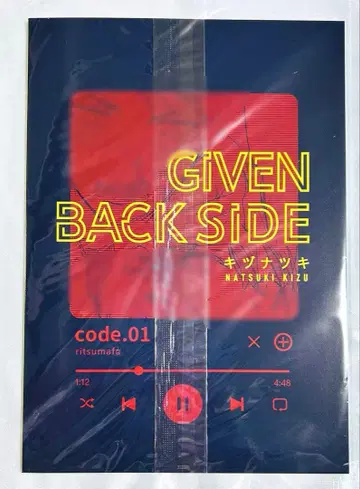 GiVEN
BACK SiDE
キヅナツキ
NATSUKI KIZU
code.01
ritsumafu
1:12
4:48